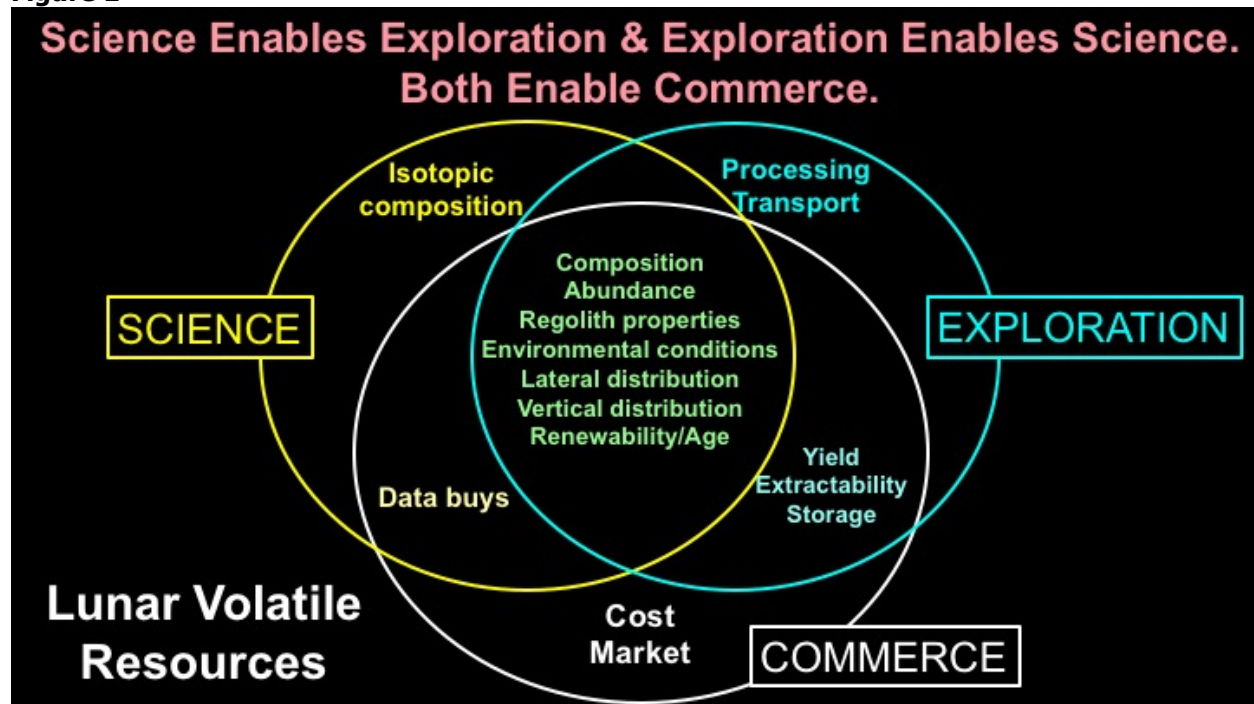 Science Enables Exploration & Exploration Enables Science.
Both Enable Commerce.
Isotopic
composition
Processing
Transport
Composition
Abundance
Regolith properties
Environmental conditions
Lateral distribution
Vertical distribution
Renewability/Age
SCIENCE
EXPLORATION
Data buys
Yield
Extractability
Storage
Lunar Volatile
Resources
Cost
Market
COMMERCE